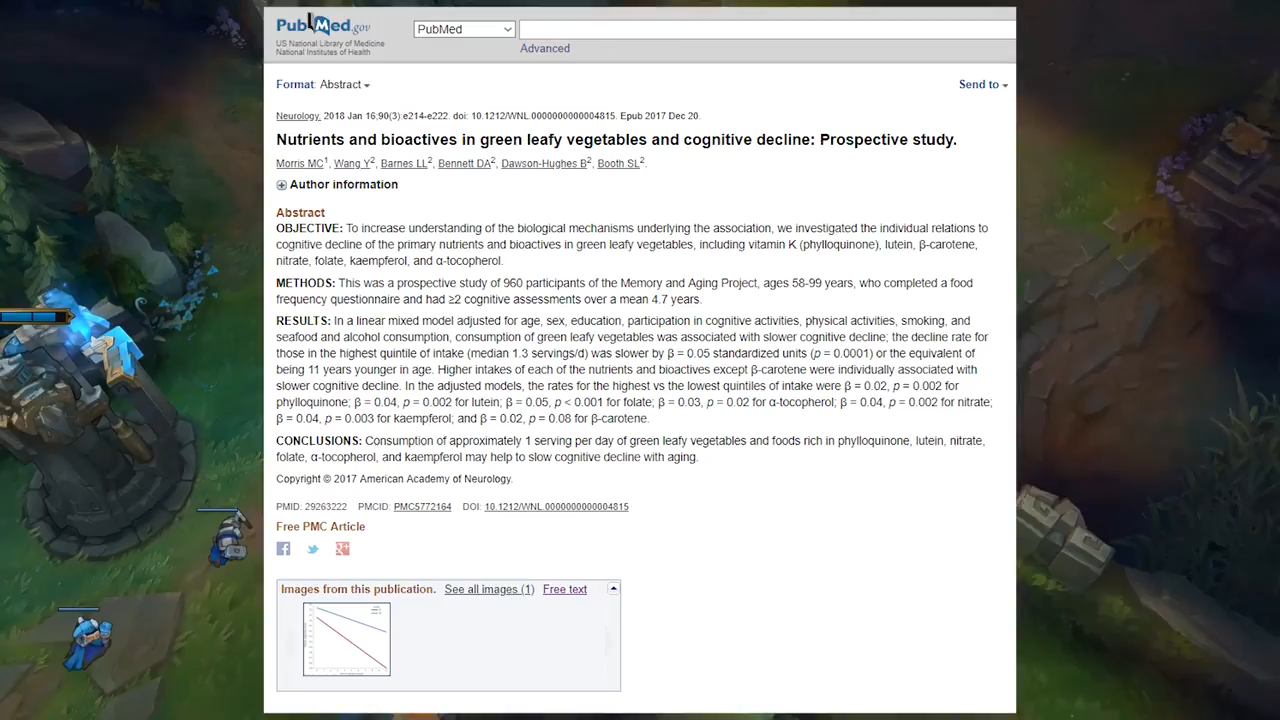 PubMed.gov
US National Library of Medicine
National Institutes of Health
PubMed
Advanced
Format: Abstract
Send to
Neurology. 2018 Jan 16;90(3):e214-e222. doi: 10.1212/WNL.0000000000004815. Epub 2017 Dec 20.
Nutrients and bioactives in green leafy vegetables and cognitive decline: Prospective study.
Morris MC1, Wang Y2, Barnes LL2, Bennett DA2, Dawson-Hughes B2, Booth SL2.
Author information
Abstract
OBJECTIVE: To increase understanding of the biological mechanisms underlying the association, we investigated the individual relations to
cognitive decline of the primary nutrients and bioactives in green leafy vegetables, including vitamin K (phylloquinone), lutein, β-carotene,
nitrate, folate, kaempferol, and α-tocopherol.
METHODS: This was a prospective study of 960 participants of the Memory and Aging Project, ages 58-99 years, who completed a food
frequency questionnaire and had ≥2 cognitive assessments over a mean 4.7 years.
RESULTS: In a linear mixed model adjusted for age, sex, education, participation in cognitive activities, physical activities, smoking, and
seafood and alcohol consumption, consumption of green leafy vegetables was associated with slower cognitive decline; the decline rate for
those in the highest quintile of intake (median 1.3 servings/d) was slower by β = 0.05 standardized units (p = 0.0001) or the equivalent of
being 11 years younger in age. Higher intakes of each of the nutrients and bioactives except β-carotene were individually associated with
slower cognitive decline. In the adjusted models, the rates for the highest vs the lowest quintiles of intake were β = 0.02, p = 0.002 for
phylloquinone; β = 0.04, p = 0.002 for lutein; β = 0.05, p < 0.001 for folate; β = 0.03, p = 0.02 for α-tocopherol; β = 0.04, p = 0.002 for nitrate;
β = 0.04, p = 0.003 for kaempferol; and β = 0.02, p = 0.08 for β-carotene.
CONCLUSIONS: Consumption of approximately 1 serving per day of green leafy vegetables and foods rich in phylloquinone, lutein, nitrate,
folate, α-tocopherol, and kaempferol may help to slow cognitive decline with aging.
Copyright © 2017 American Academy of Neurology.
PMID: 29263222 PMCID: PMC5772164 DOI: 10.1212/WNL.0000000000004815
Free PMC Article
Images from this publication. See all images (1) Free text